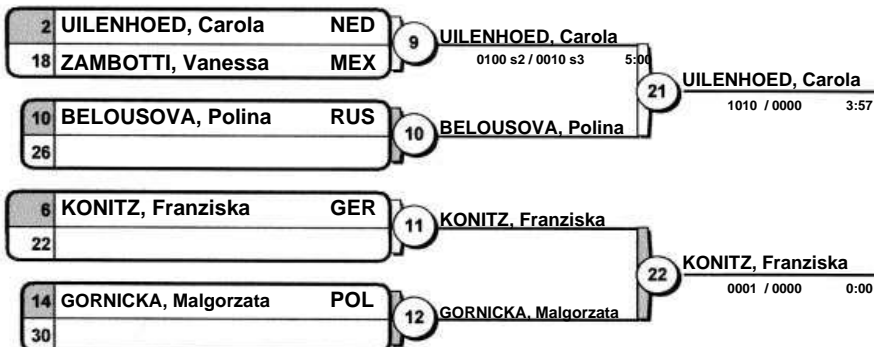 2 UILENHOED, Carola NED
18 ZAMBOTTI, Vanessa MEX
9
UILENHOED, Carola
0100 s2 / 0010 s3 5:00
10 BELOUSOVA, Polina RUS
26
10
BELOUSOVA, Polina
21
UILENHOED, Carola
1010 / 0000 3:57
6 KONITZ, Franziska GER
22
11
KONITZ, Franziska
14 GORNICKA, Malgorzata POL
30
12
GORNICKA, Malgorzata
22
KONITZ, Franziska
0001 / 0000 0:00